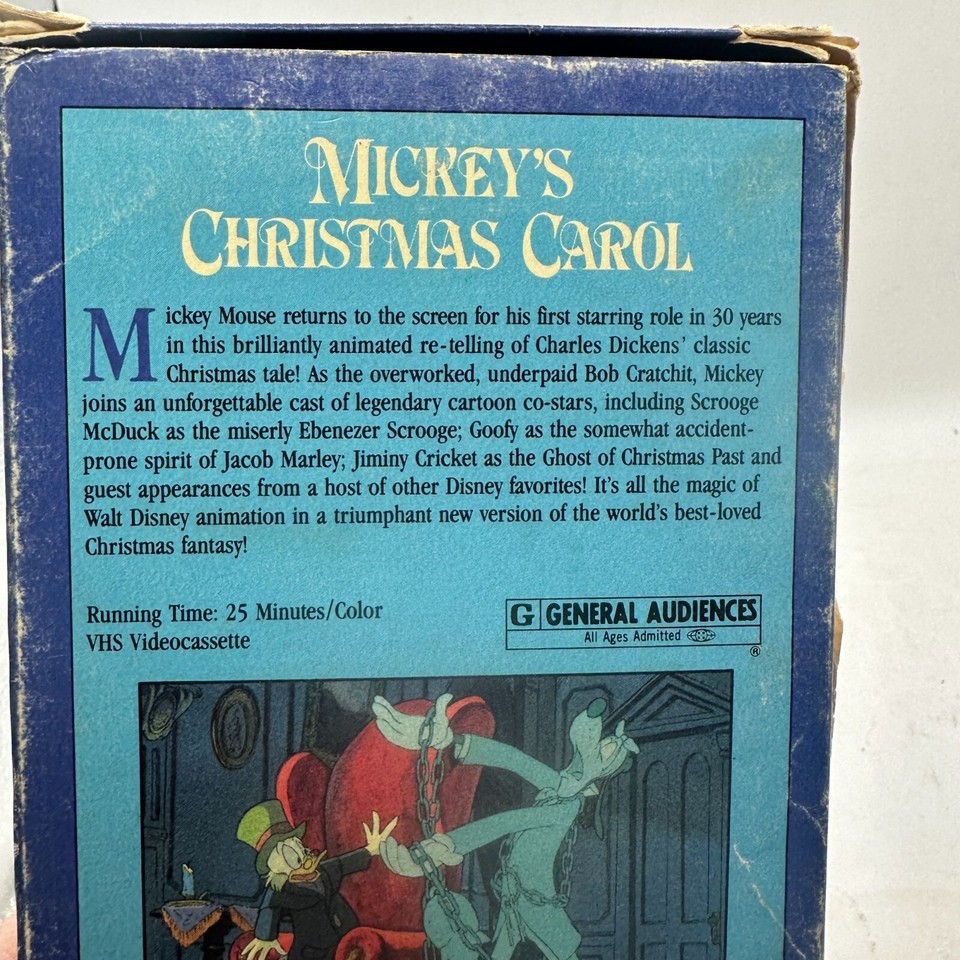 MICKEY'S
CHRISTMAS CAROL
Mickey Mouse returns to the screen for his first starring role in 30 years
in this brilliantly animated re-telling of Charles Dickens' classic
Christmas tale! As the overworked, underpaid Bob Cratchit, Mickey
joins an unforgettable cast of legendary cartoon co-stars, including Scrooge
McDuck as the miserly Ebenezer Scrooge; Goofy as the somewhat accident-
prone spirit of Jacob Marley; Jiminy Cricket as the Ghost of Christmas Past and
guest appearances from a host of other Disney favorites! It's all the magic of
Walt Disney animation in a triumphant new version of the world's best-loved
Christmas fantasy!
Running Time: 25 Minutes/Color
VHS Videocassette
G GENERAL AUDIENCES
All Ages Admitted
®